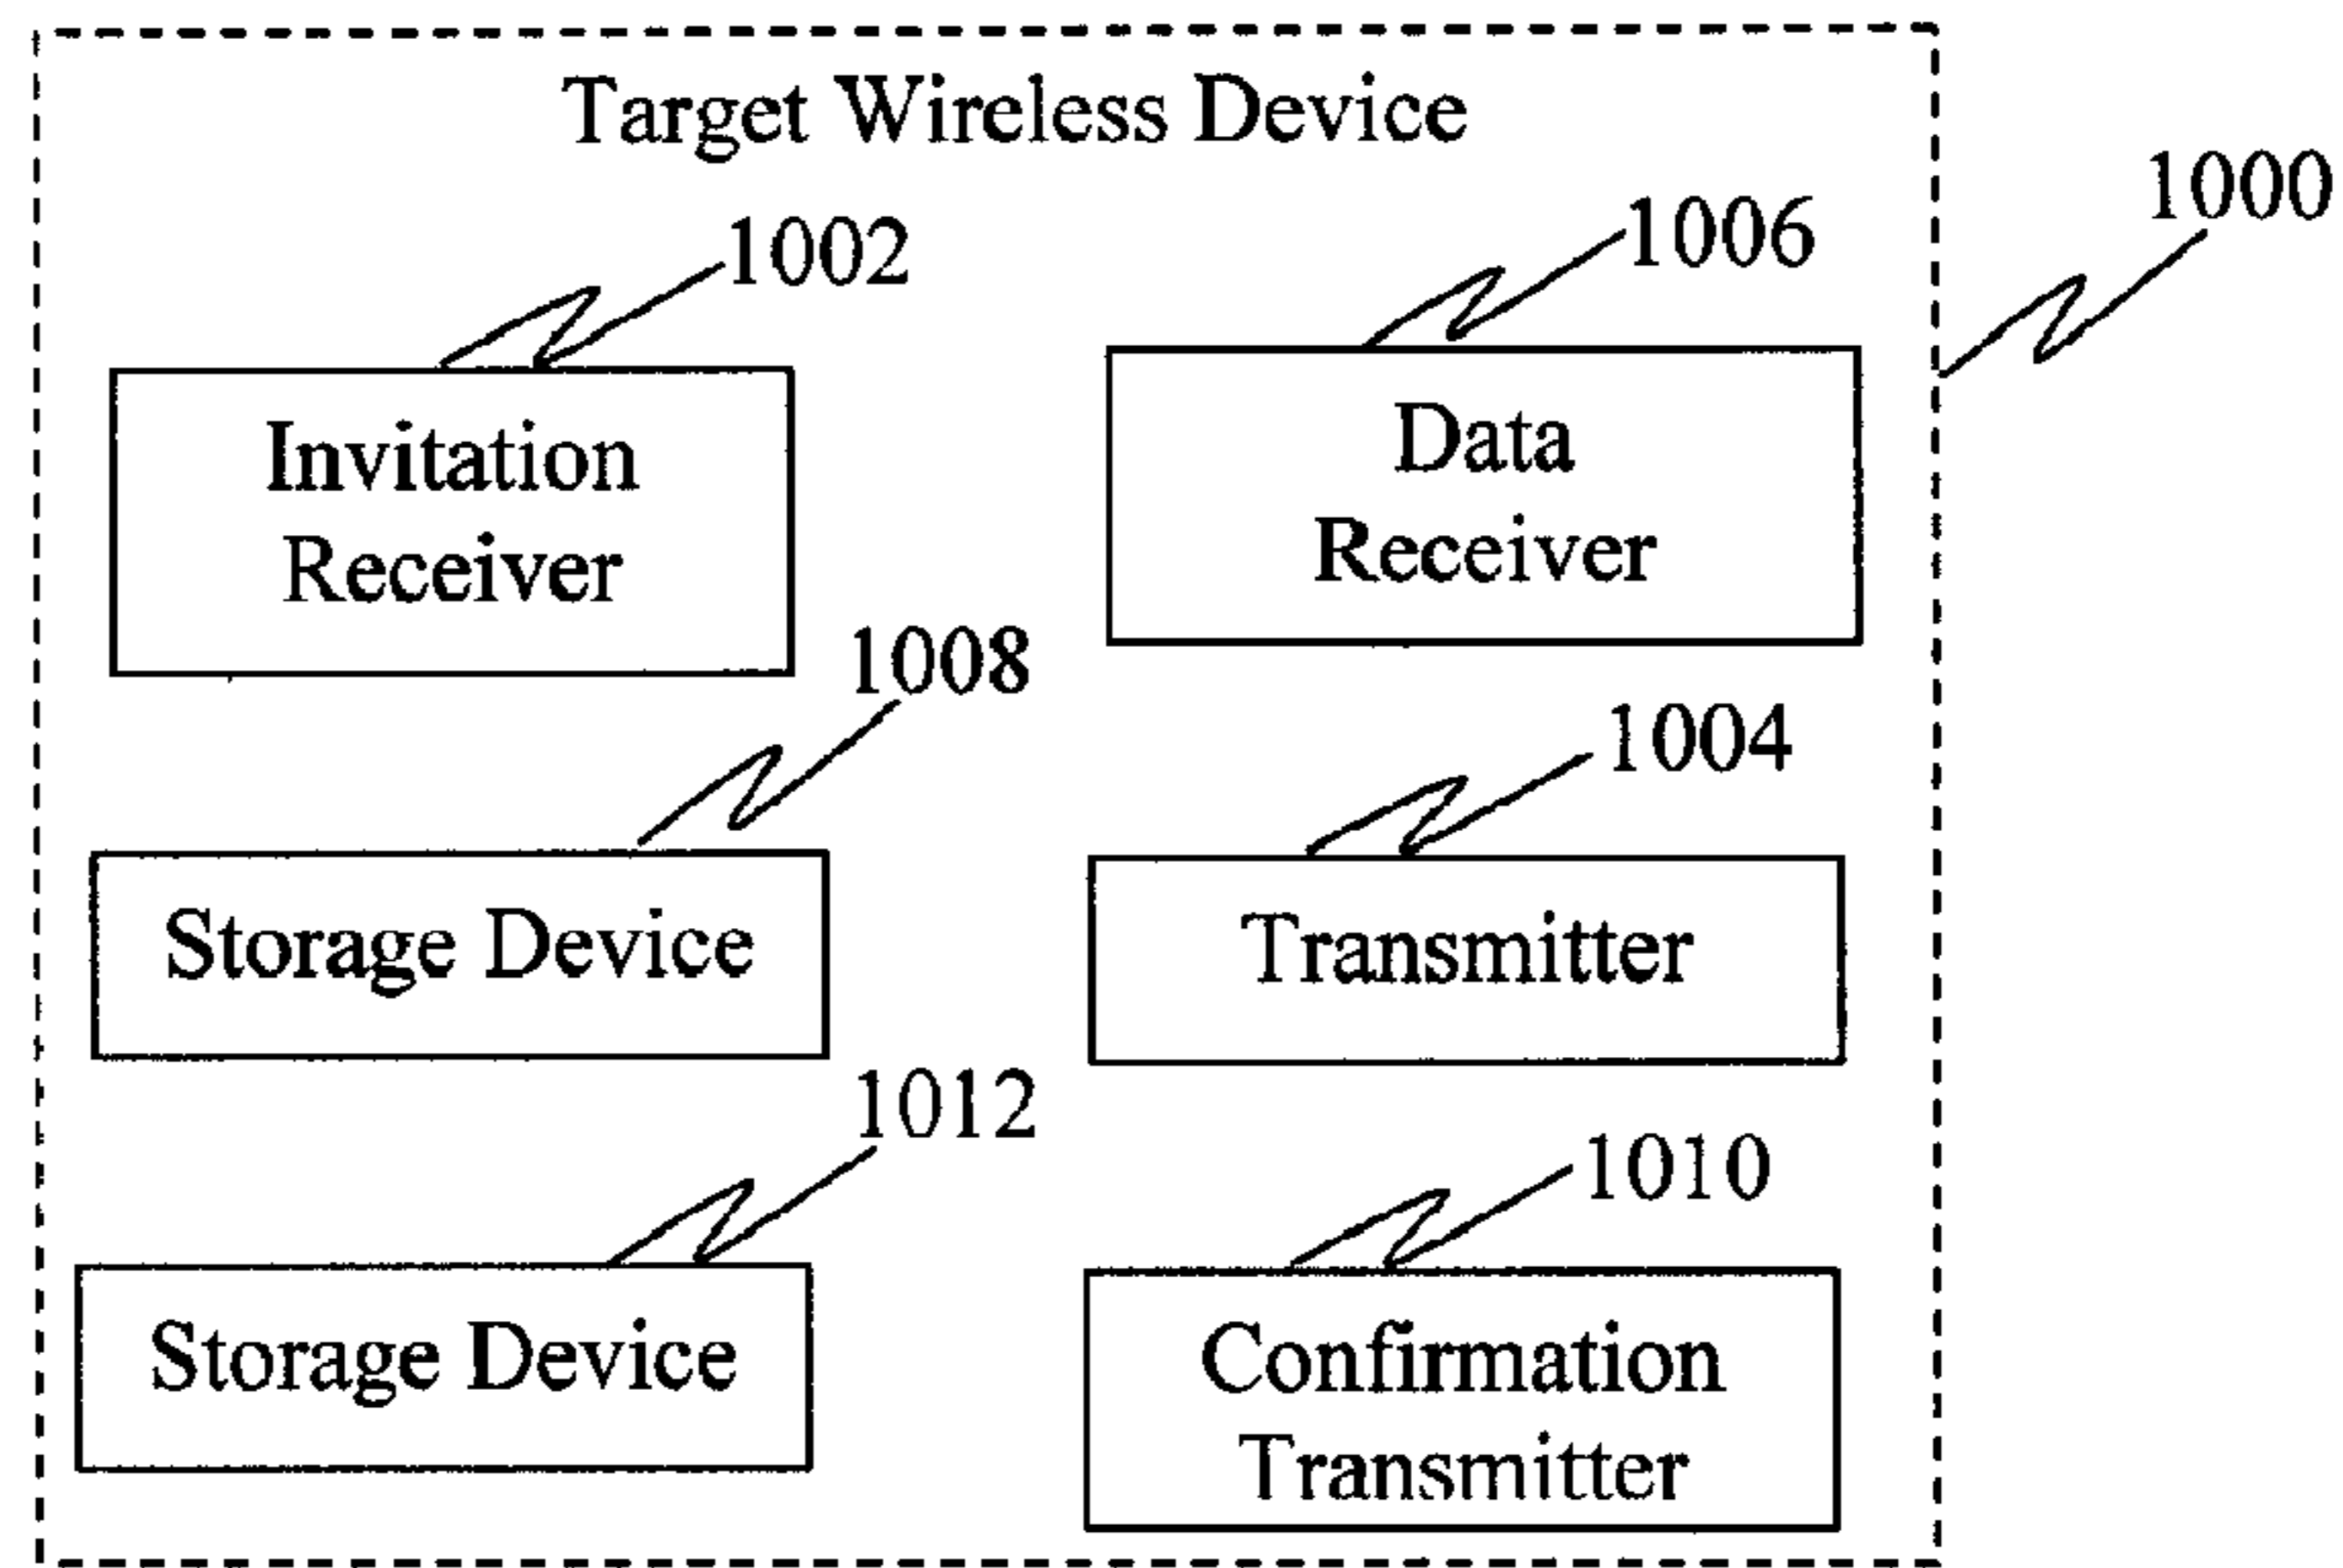 Target Wireless Device
1000
1002
1006
Invitation
Receiver
Data
Receiver
1008
1004
Storage Device
Transmitter
1012
1010
Storage Device
Confirmation
Transmitter